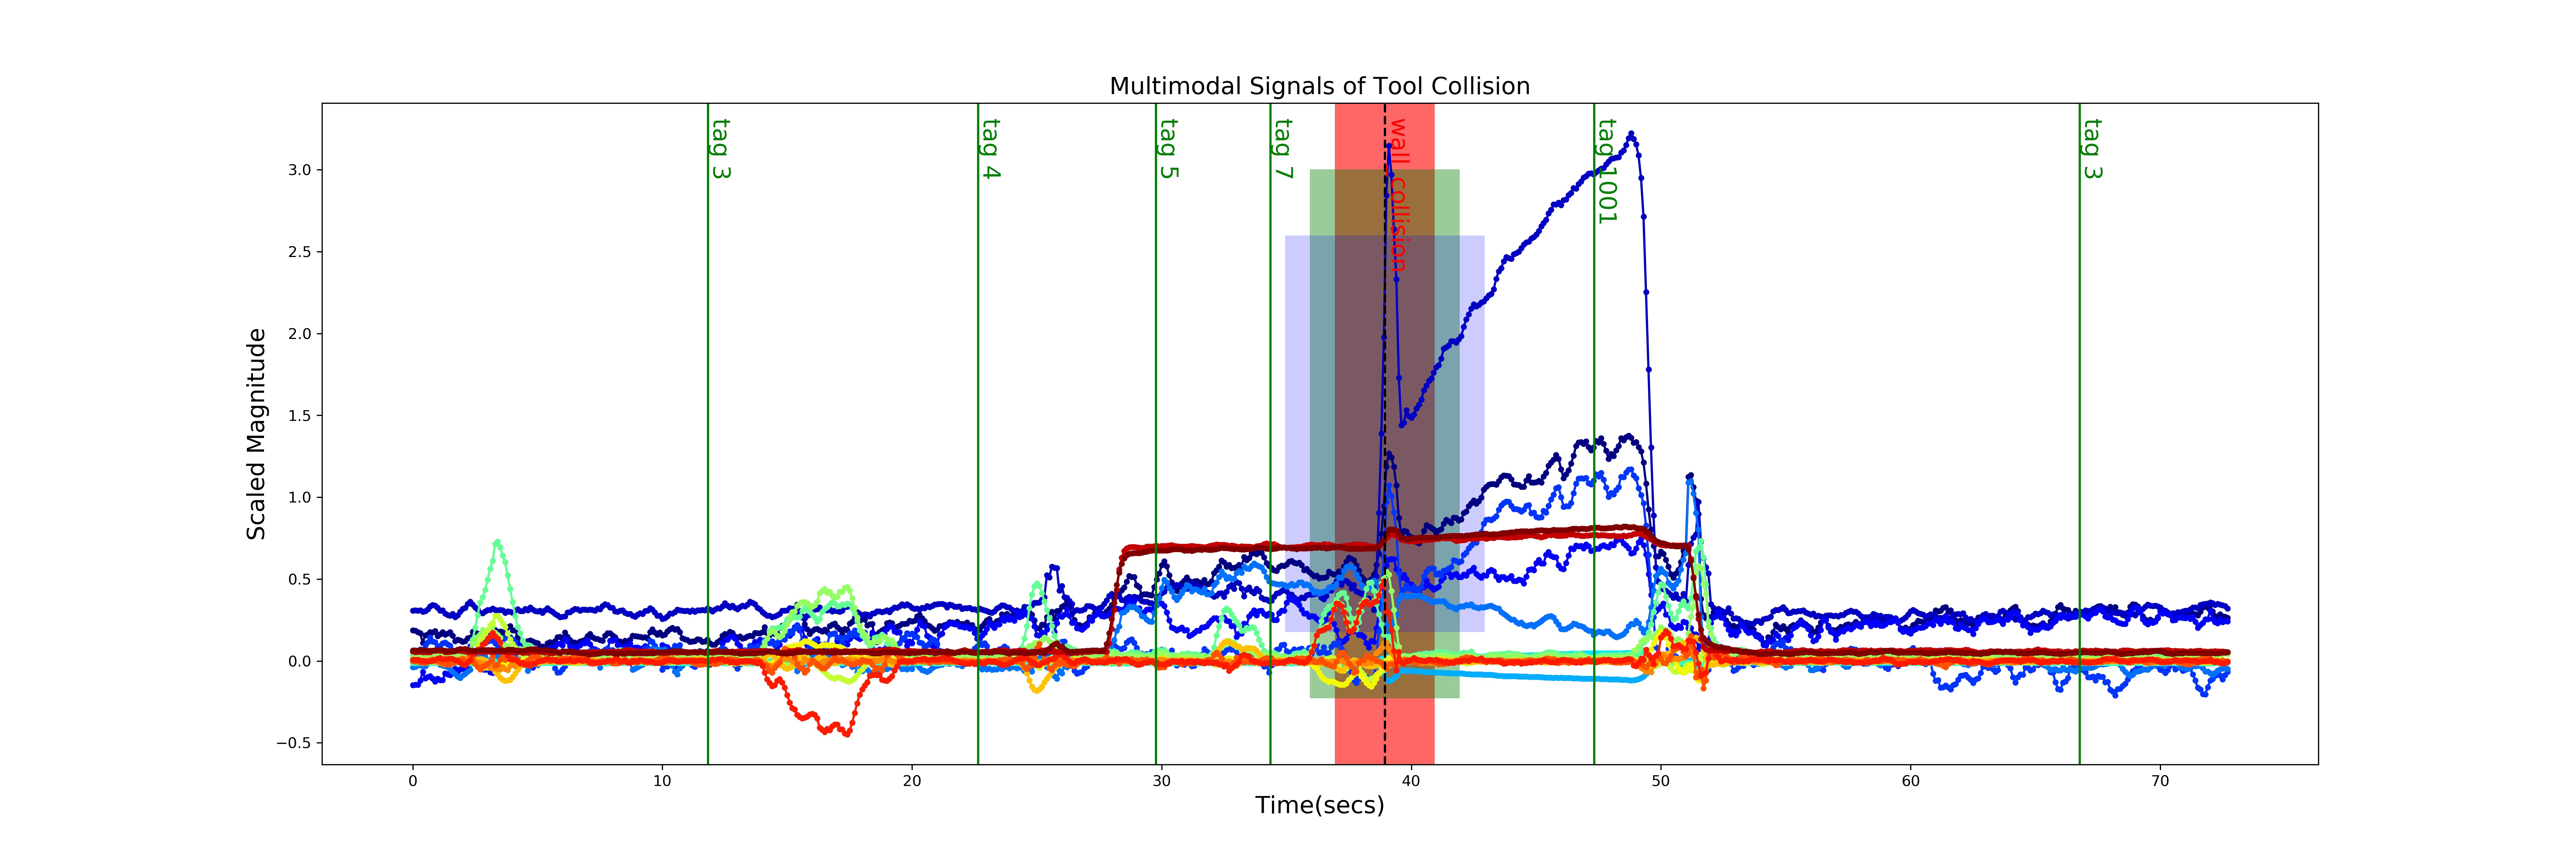 Multimodal Signals of Tool Collision
tag 3
tag 4
tag 5
tag 7
wall collision
tag 1001
tag 3
Scaled Magnitude
3.0
2.5
2.0
1.5
1.0
0.5
0.0
−0.5
0
10
20
30
40
50
60
70
Time(secs)